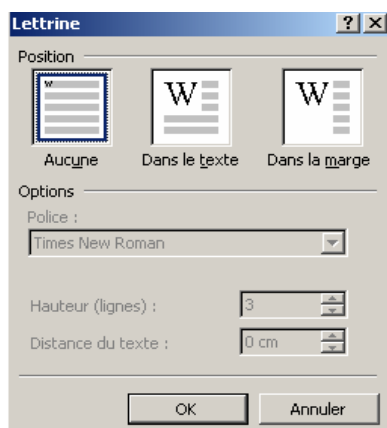 Lettrine
Position
W W W
Aucune Dans le texte Dans la marge
Options
Police :
Times New Roman
Hauteur (lignes) : 3
Distance du texte : 0 cm
OK Annuler